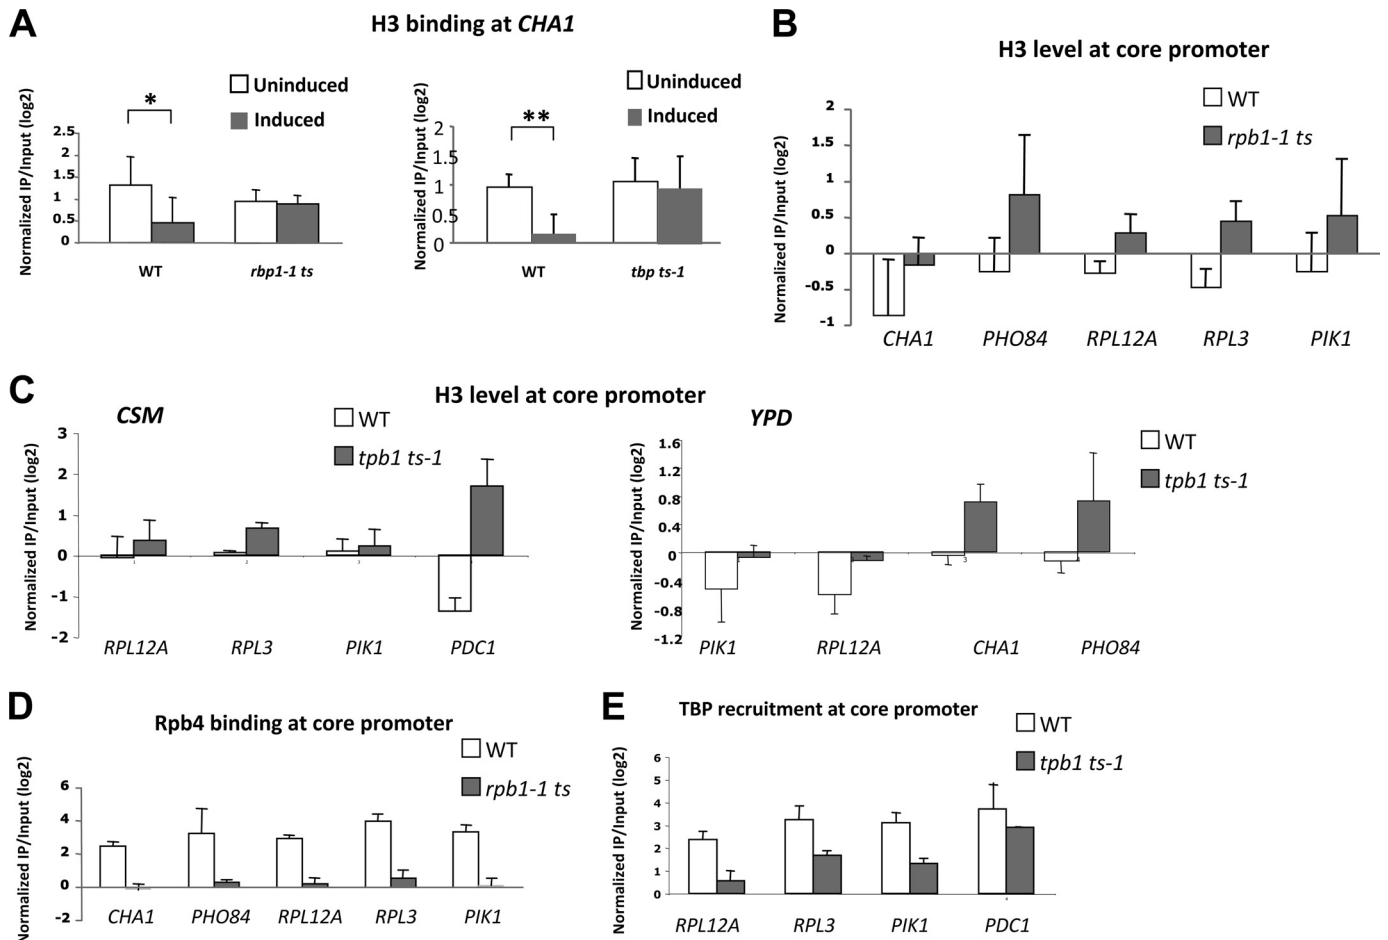 A
H3 binding at CHA1
Normalized IP/Input (log2)
Uninduced
Induced
*
2.5
2
1.5
1
0.5
0
WT
rbp1-1 ts
Normalized IP/Input (log2)
Uninduced
Induced
**
2
1.5
1
0.5
0
WT
tbp ts-1
B
H3 level at core promoter
WT
rpb1-1 ts
Normalized IP/Input (log2)
2
1.5
1
0.5
0
-0.5
-1
CHA1 PHO84 RPL12A RPL3 PIK1
C
H3 level at core promoter
CSM
WT
tpb1 ts-1
Normalized IP/Input (log2)
3
2
1
0
-1
-2
1 2 3
RPL12A RPL3 PIK1 PDC1
YPD
WT
tpb1 ts-1
Normalized IP/Input (log2)
1.6
1.2
0.8
0.4
0
-0.4
-0.8
-1.2
3
PIK1 RPL12A CHA1 PHO84
D
Rpb4 binding at core promoter
WT
rpb1-1 ts
Normalized IP/Input (log2)
6
4
2
0
-2
CHA1 PHO84 RPL12A RPL3 PIK1
E
TBP recruitment at core promoter
WT
tpb1 ts-1
Normalized IP/Input (log2)
6
5
4
3
2
1
0
RPL12A RPL3 PIK1 PDC1